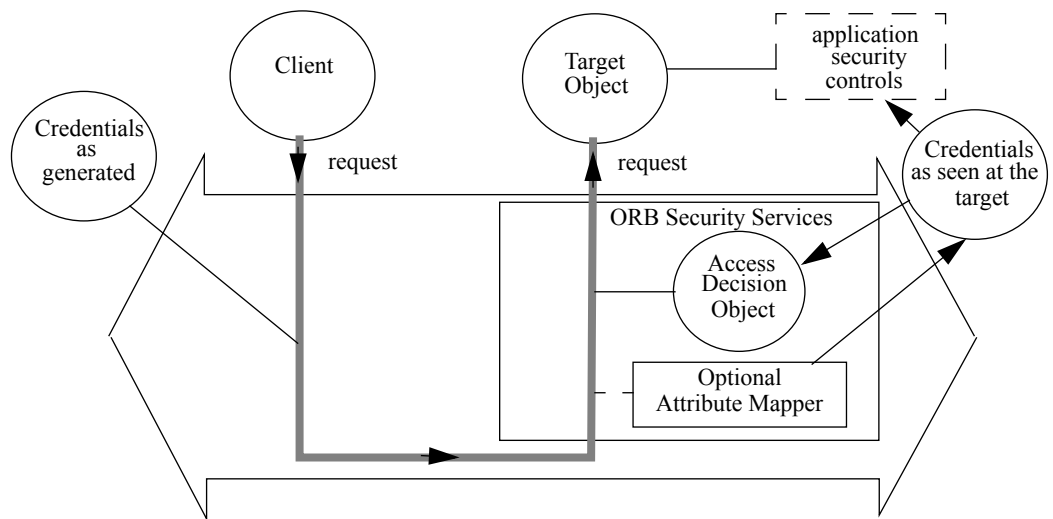 Client
Target
Object
application
security
controls
Credentials
as
generated
request
request
Credentials
as seen at the
target
ORB Security Services
Access
Decision
Object
Optional
Attribute Mapper